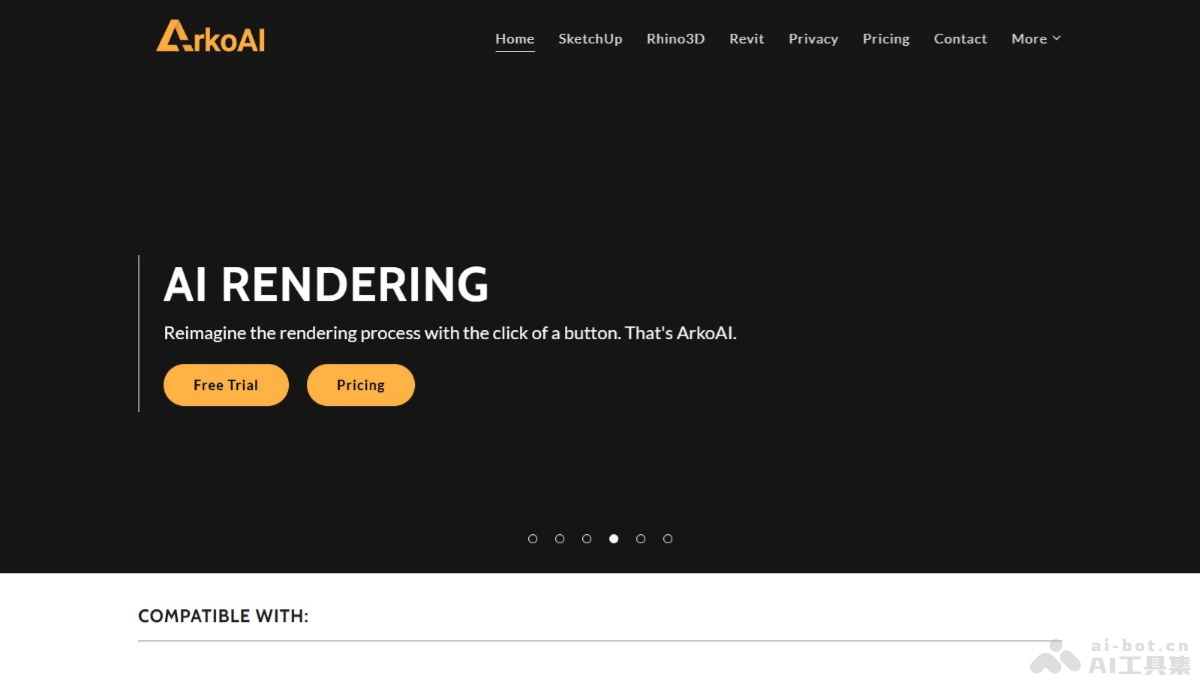 ArkoAI
Home SketchUp Rhino3D Revit Privacy Pricing Contact More
AI RENDERING
Reimagine the rendering process with the click of a button. That's ArkoAI.
Free Trial Pricing
COMPATIBLE WITH:
ai-bot.cn
AI工具集